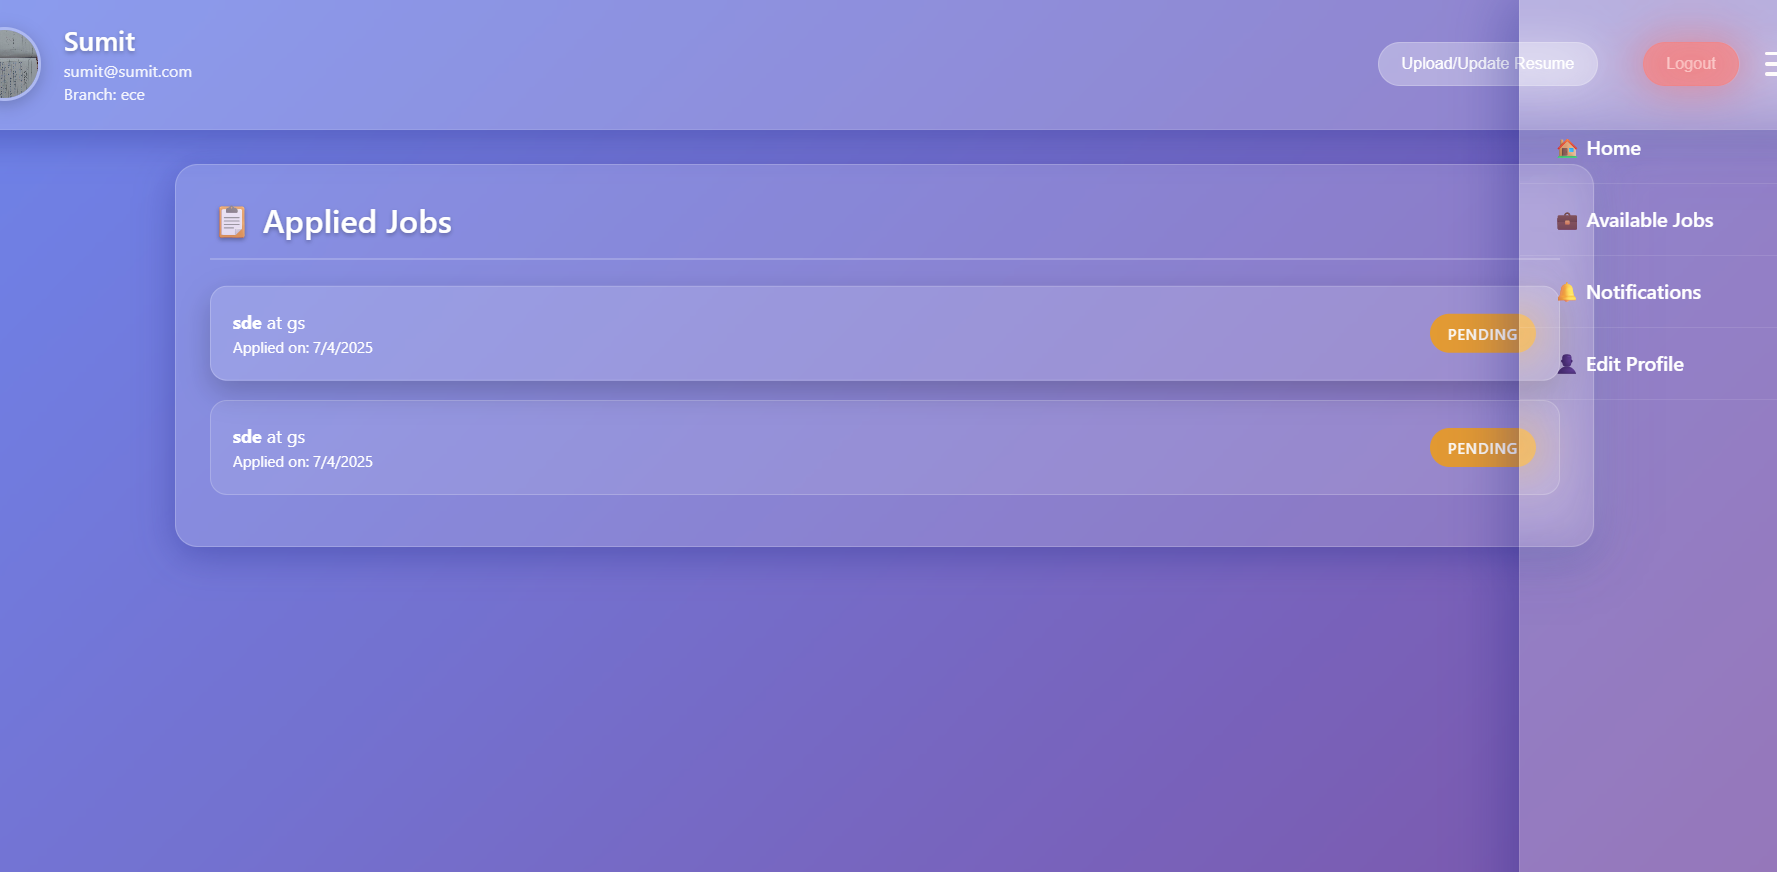 Sumit
sumit@sumit.com
Branch: ece
Upload/Update Resume
Logout
Home
Available Jobs
Notifications
Edit Profile
Applied Jobs
sde at gs
Applied on: 7/4/2025
PENDING
sde at gs
Applied on: 7/4/2025
PENDING